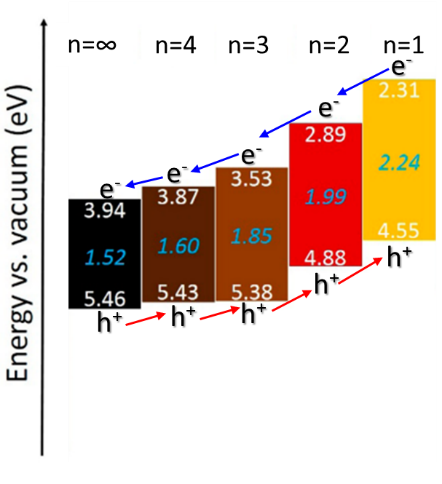 Energy vs. vacuum (eV)
n=∞ n=4 n=3 n=2 n=1
e⁻ e⁻ e⁻ e⁻ e⁻
3.94 3.87 3.53 2.89 2.31
1.52 1.60 1.85 1.99 2.24
5.46 5.43 5.38 4.88 4.55
h⁺ h⁺ h⁺ h⁺ h⁺